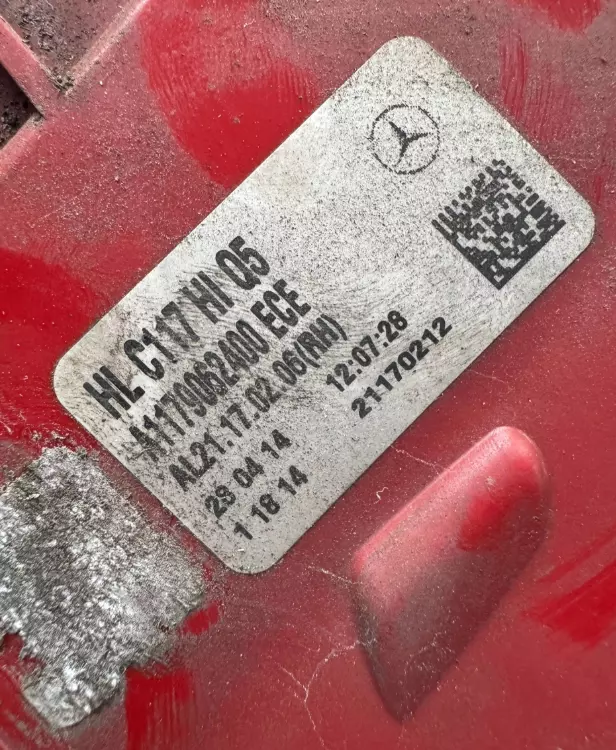 HL C117 HI Q5
A1179062400 ECE
AL21.17.02.06(RH)
28 04 14 12:07:28
1 18 14 21170212